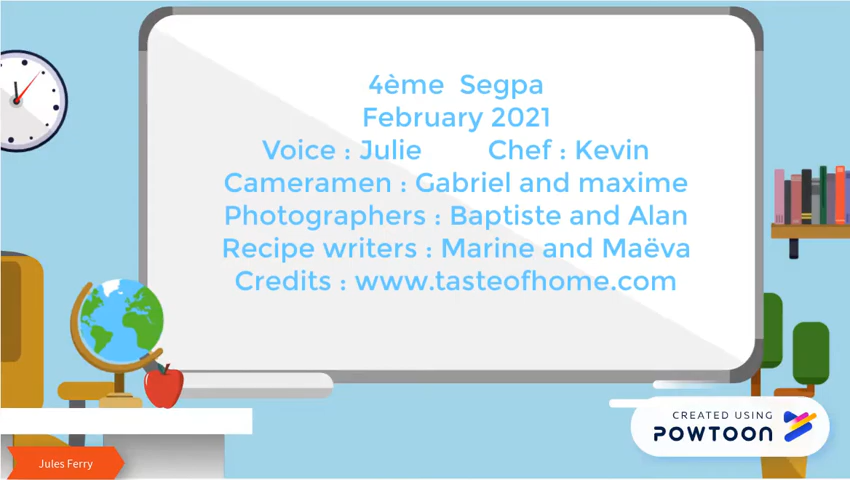 4ème Segpa
February 2021
Voice : Julie Chef : Kevin
Cameramen : Gabriel and maxime
Photographers : Baptiste and Alan
Recipe writers : Marine and Maëva
Credits : www.tasteofhome.com
CREATED USING
POWTOON
Jules Ferry